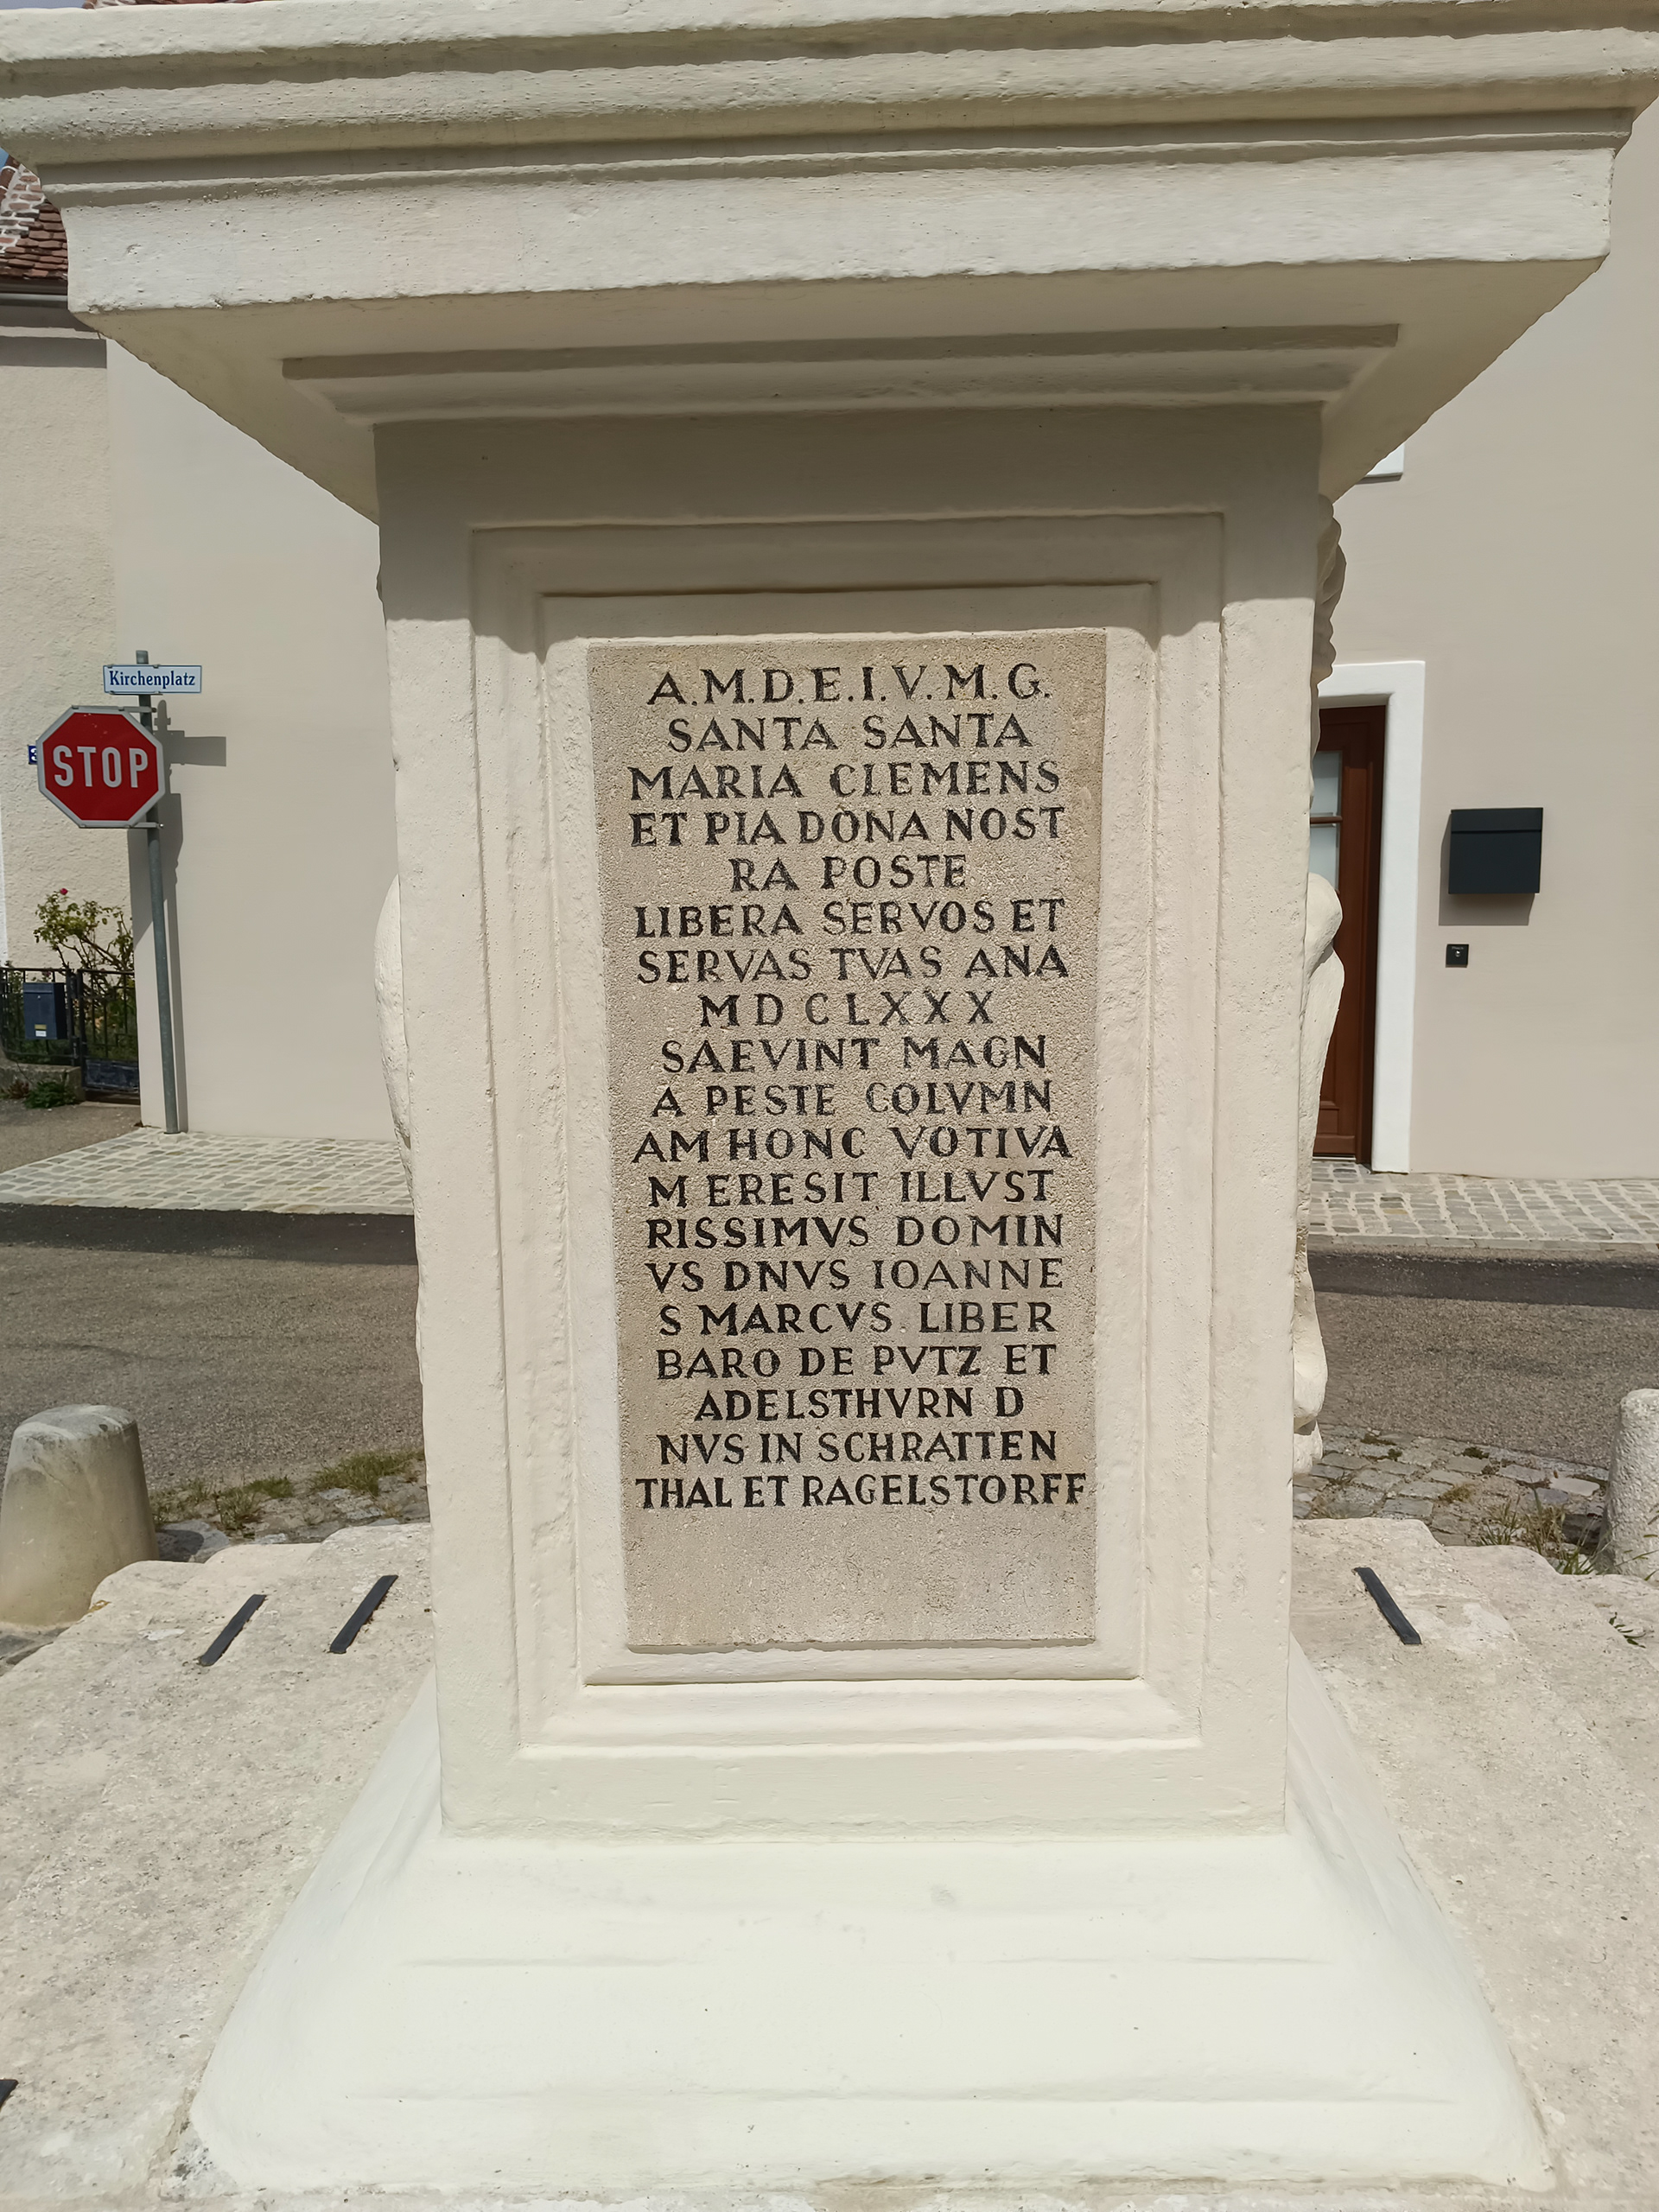 A.M.D.E.I.V.M.G.
SANTA SANTA
MARIA CLEMENS
ET PIA DONA NOST
RA POSTE
LIBERA SERVOS ET
SERVAS TVAS ANA
MDCLXXX
SAEVINT MAGN
A PESTE COLVMN
AM HONC VOTIVA
M ERESIT ILLVST
RISSIMVS DOMIN
VS DNVS IOANNE
S MARCVS LIBER
BARO DE PVTZ ET
ADELSTHVRN D
NVS IN SCHRATTEN
THAL ET RAGELSTORFF
Kirchenplatz
STOP